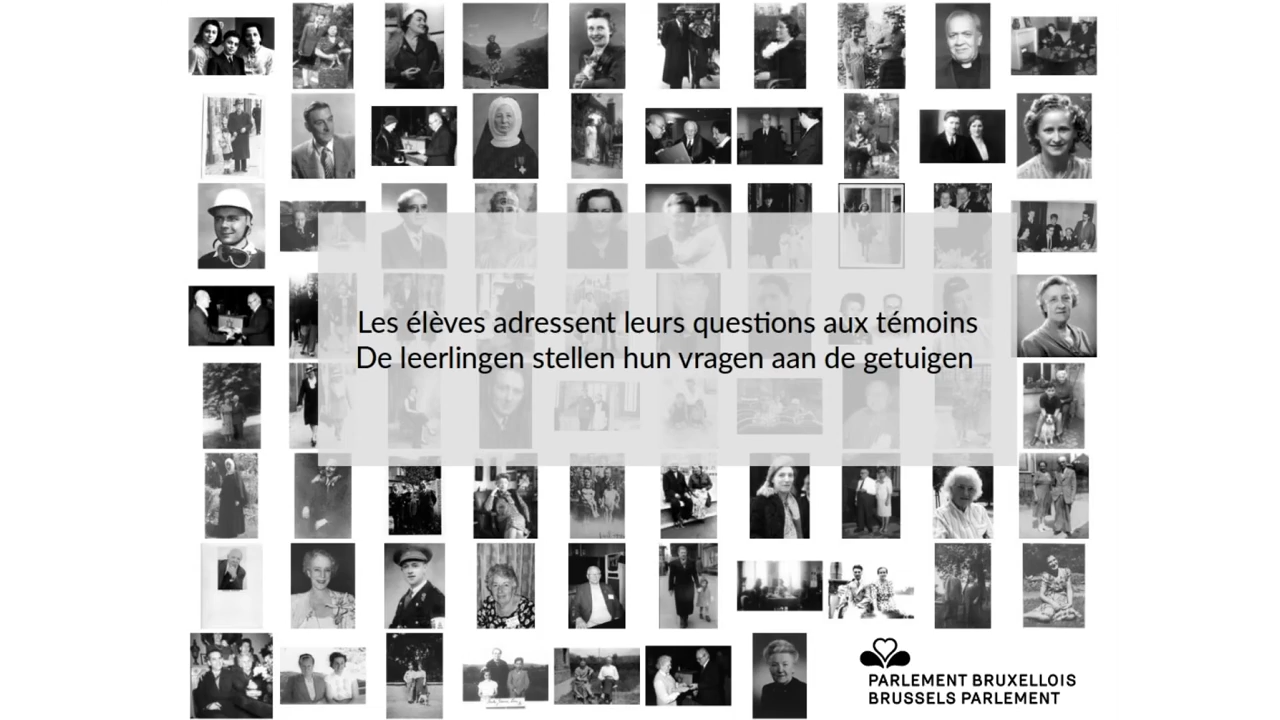 Les élèves adressent leurs questions aux témoins
De leerlingen stellen hun vragen aan de getuigen
PARLEMENT BRUXELLOIS
BRUSSELS PARLEMENT